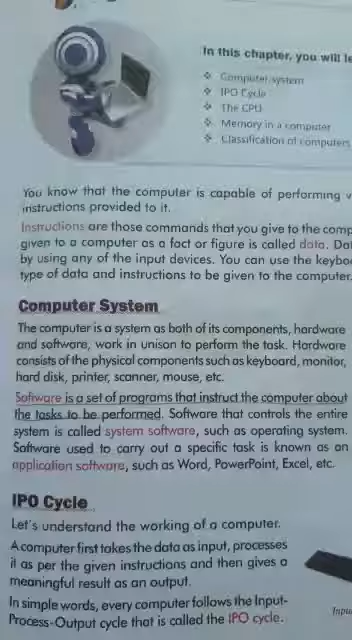 In this chapter, you will le
❖ Computer system
❖ IPO Cycle
❖ The CPU
❖ Memory in a computer
❖ Classification of computers
You know that the computer is capable of performing v
instructions provided to it.
Instructions are those commands that you give to the comp
given to a computer as a fact or figure is called data. Da
by using any of the input devices. You can use the keybo
type of data and instructions to be given to the computer.
Computer System
The computer is a system as both of its components, hardware
and software, work in unison to perform the task. Hardware
consists of the physical components such as keyboard, monitor,
hard disk, printer, scanner, mouse, etc.
Software is a set of programs that instruct the computer about
the tasks to be performed. Software that controls the entire
system is called system software, such as operating system.
Software used to carry out a specific task is known as an
application software, such as Word, PowerPoint, Excel, etc.
IPO Cycle
Let's understand the working of a computer.
A computer first takes the data as input, processes
it as per the given instructions and then gives a
meaningful result as an output.
In simple words, every computer follows the Input-
Process-Output cycle that is called the IPO cycle.
Inpu